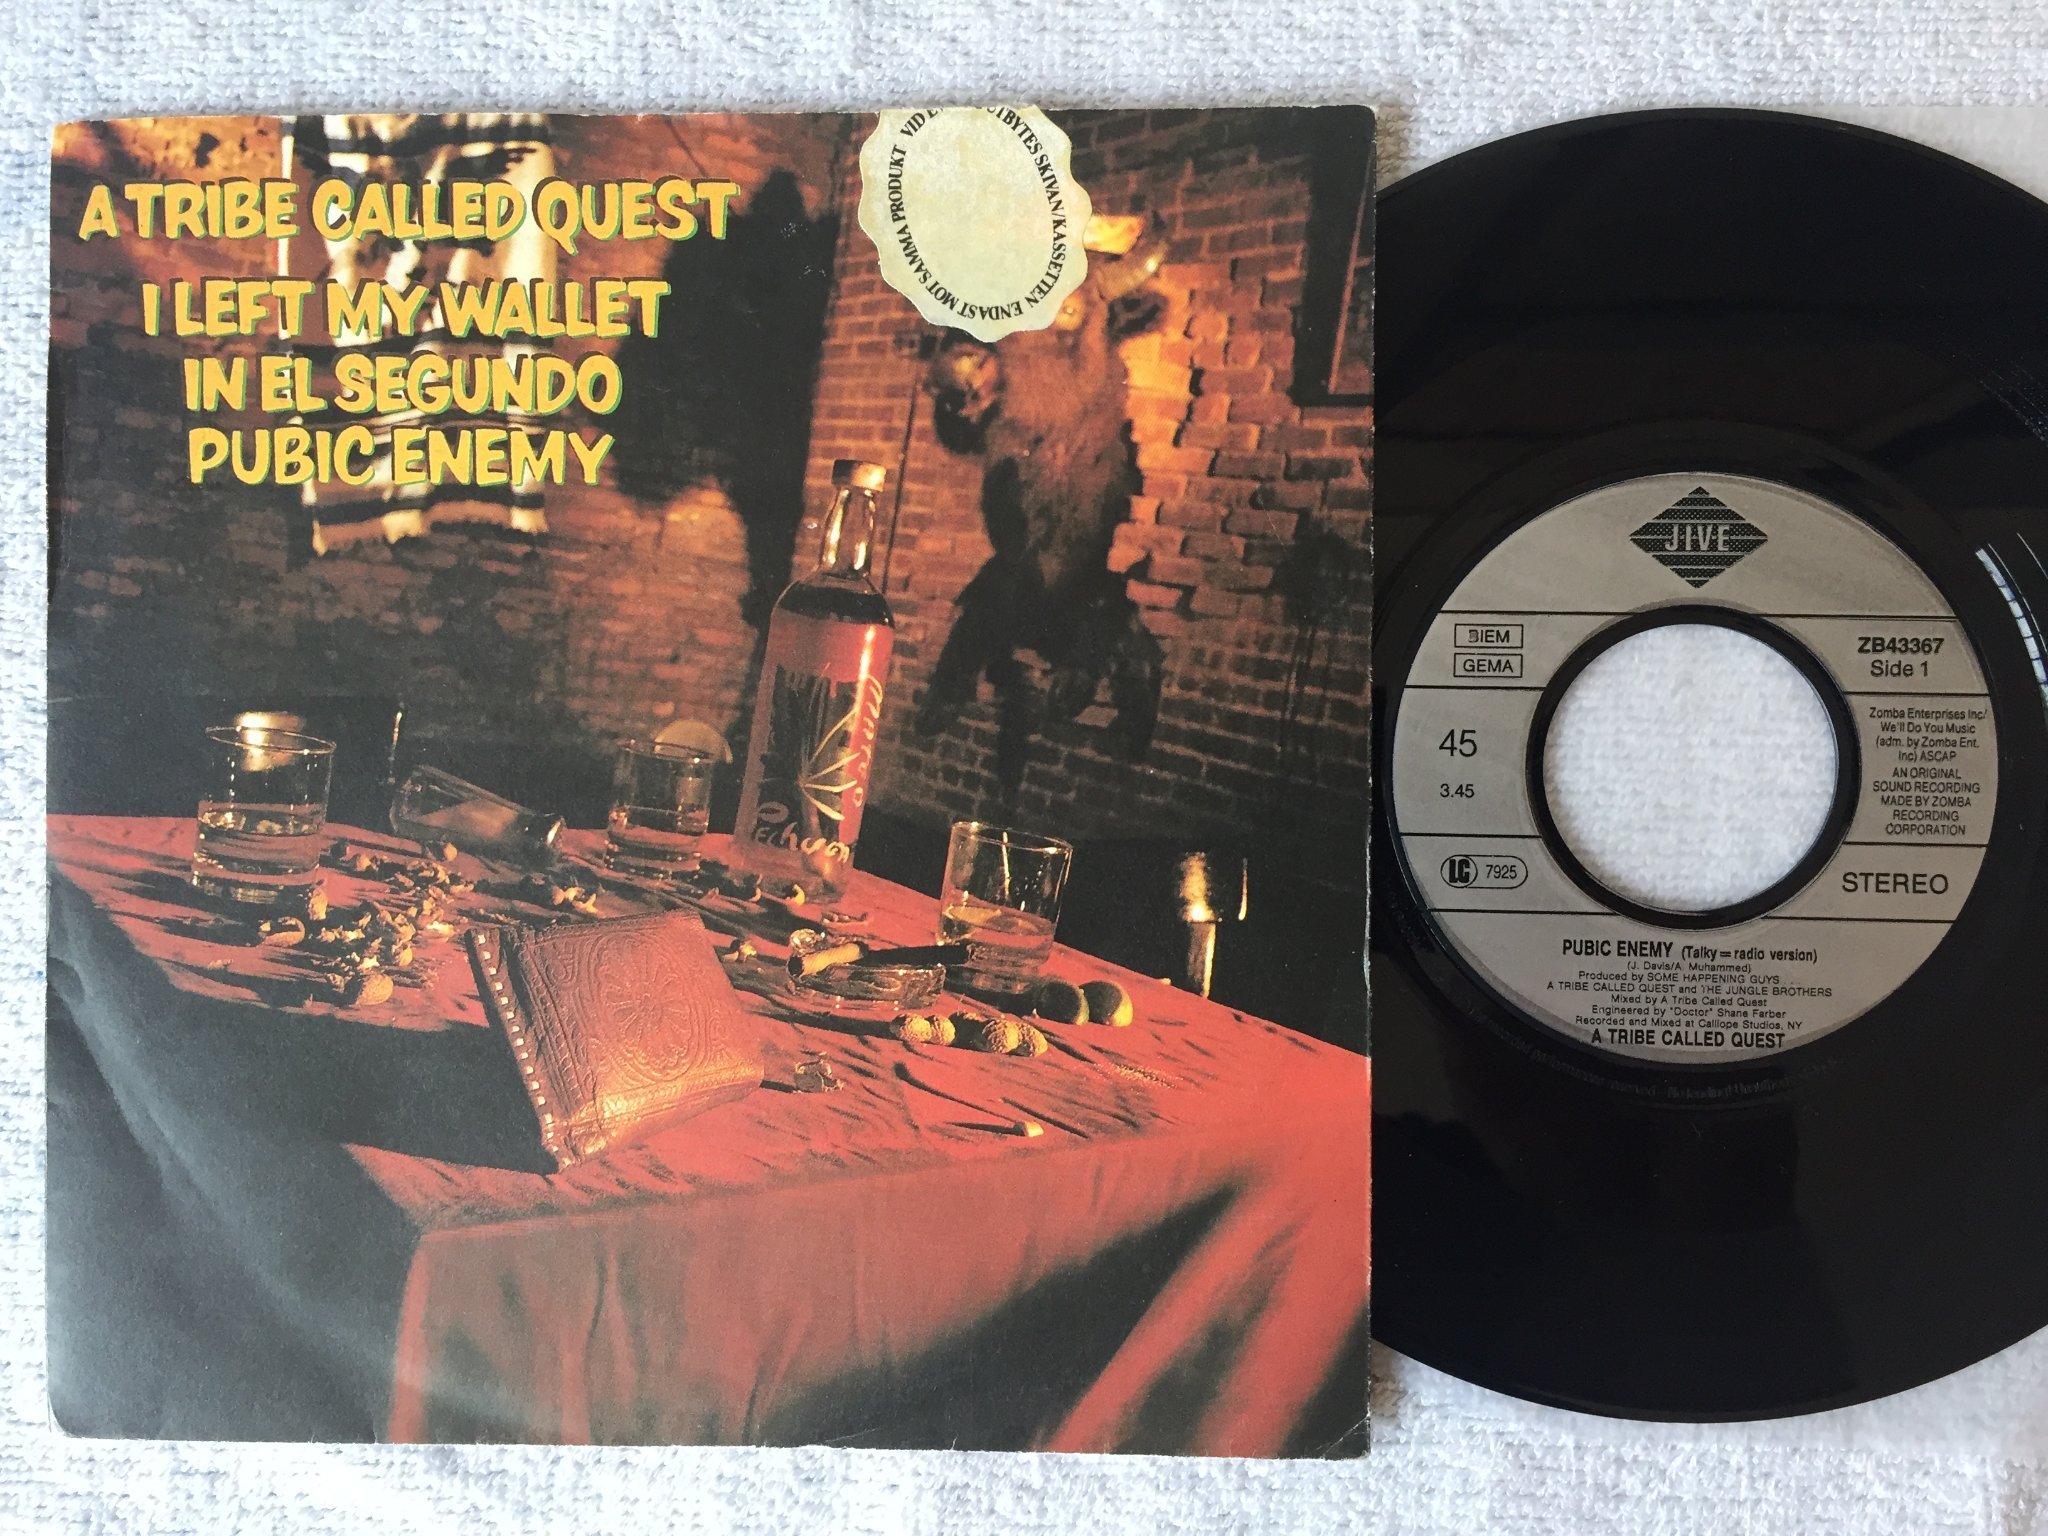 A TRIBE CALLED QUEST
I LEFT MY WALLET
IN EL SEGUNDO
PUBIC ENEMY
UTBYTES SKIVAN/KASSETTEN ENDAST MOT SAMMA PRODUKT VID
JIVE
BIEM
GEMA
ZB43367
Side 1
45
3.45
Zomba Enterprises Inc/
We'll Do You Music
(adm. by Zomba Ent.
Inc) ASCAP
AN ORIGINAL
SOUND RECORDING
MADE BY ZOMBA
RECORDING
CORPORATION
LC 7925
STEREO
PUBIC ENEMY (Talky=radio version)
(J. Davis/A. Muhammed)
Produced by SOME HAPPENING GUYS . . .
A TRIBE CALLED QUEST and THE JUNGLE BROTHERS
Mixed by A Tribe Called Quest
Engineered by "Doctor" Shane Farber
Recorded and Mixed at Calliope Studios, NY
A TRIBE CALLED QUEST